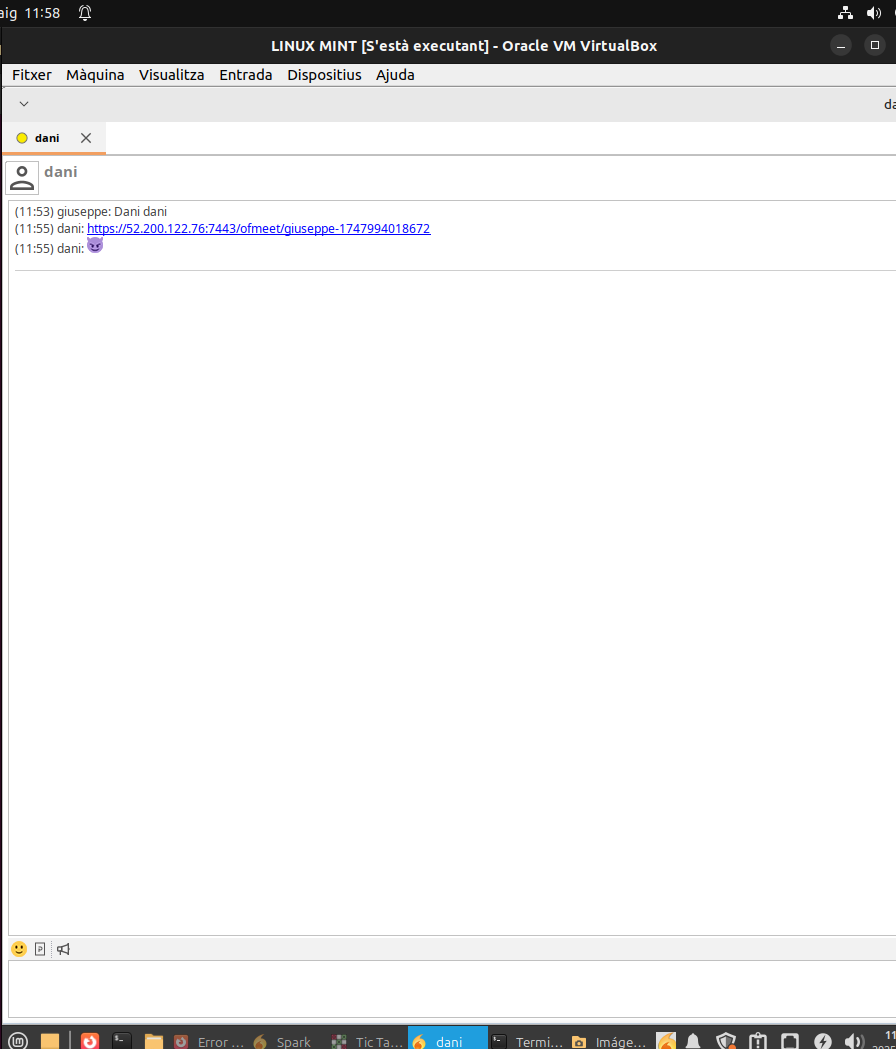 aig 11:58
LINUX MINT [S'està executant] - Oracle VM VirtualBox
Fitxer Màquina Visualitza Entrada Dispositius Ajuda
da
dani
dani
(11:53) giuseppe: Dani dani
(11:55) dani: https://52.200.122.76:7443/ofmeet/giuseppe-1747994018672
(11:55) dani:
Error ... Spark Tic Ta... dani Termi... Imáge...